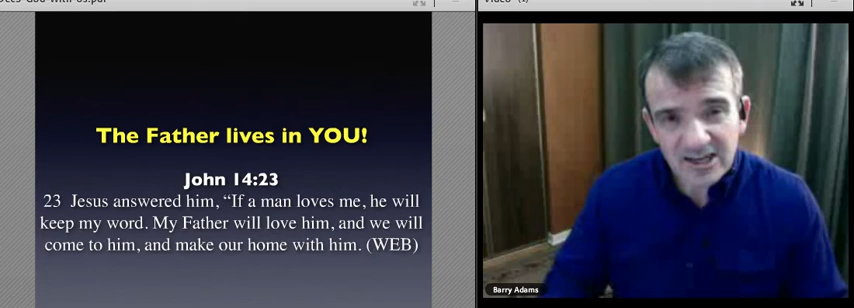 The Father lives in YOU!
John 14:23
23 Jesus answered him, “If a man loves me, he will
keep my word. My Father will love him, and we will
come to him, and make our home with him. (WEB)
Barry Adams